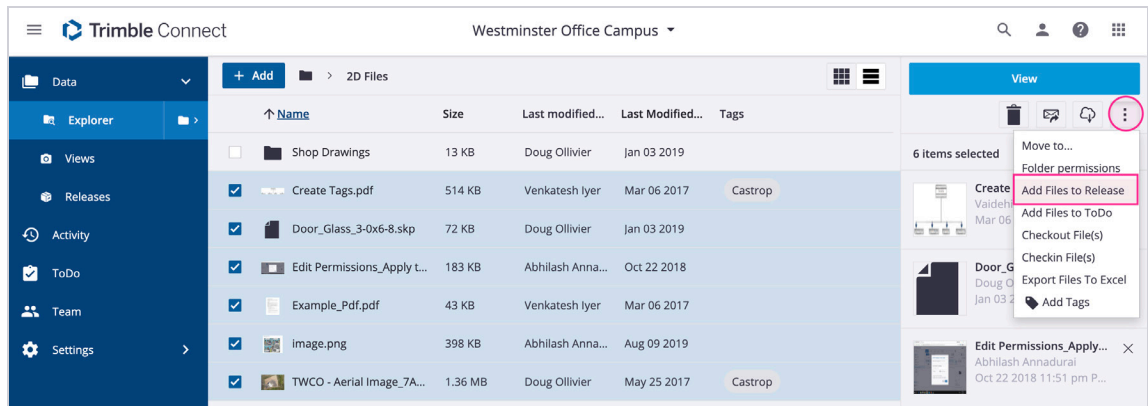 Trimble Connect
Westminster Office Campus
Data
Explorer
Views
Releases
Activity
ToDo
Team
Settings
+ Add > 2D Files
Name Size Last modified... Last Modified... Tags
Shop Drawings 13 KB Doug Ollivier Jan 03 2019
Create Tags.pdf 514 KB Venkatesh Iyer Mar 06 2017 Castrop
Door_Glass_3-0x6-8.skp 72 KB Doug Ollivier Jan 03 2019
Edit Permissions_Apply t... 183 KB Abhilash Anna... Oct 22 2018
Example_Pdf.pdf 43 KB Venkatesh Iyer Mar 06 2017
image.png 398 KB Abhilash Anna... Aug 09 2019
TWCO - Aerial Image_7A... 1.36 MB Doug Ollivier May 25 2017 Castrop
View
6 items selected
Move to...
Folder permissions
Add Files to Release
Add Files to ToDo
Checkout File(s)
Checkin File(s)
Export Files To Excel
Add Tags
Create
Mar 06
Jan 03 2
Edit Permissions_Apply...
Abhilash Annadurai
Oct 22 2018 11:51 pm P...